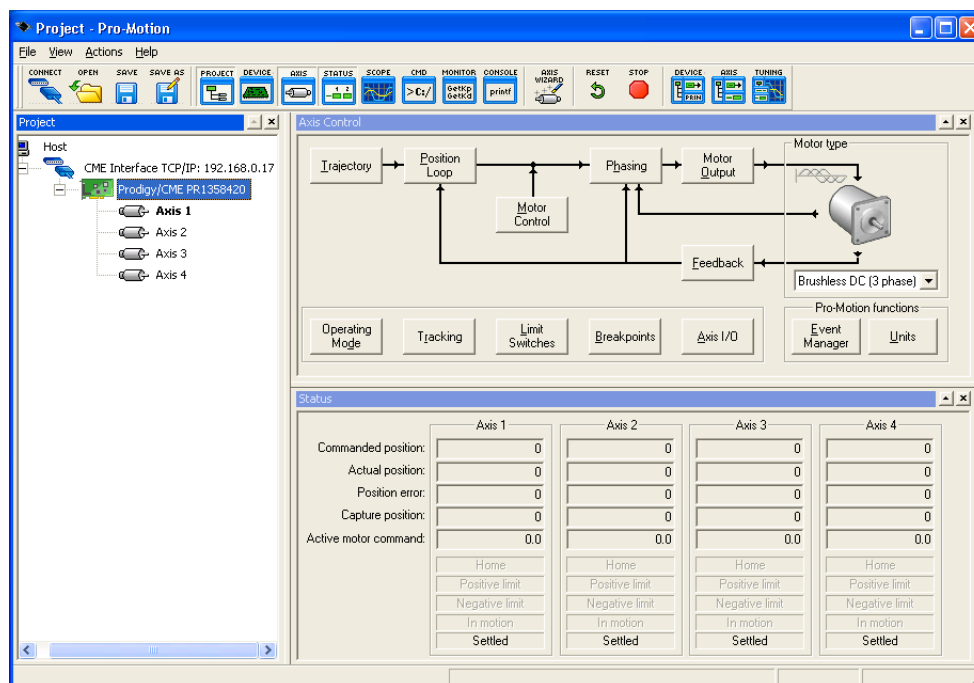 Project - Pro-Motion
File View Actions Help
CONNECT OPEN SAVE SAVE AS PROJECT DEVICE AXIS STATUS SCOPE CMD MONITOR CONSOLE AXIS WIZARD RESET STOP DEVICE AXIS TUNING
>C:/ GetKp GetKd printf
Project
Host
CME Interface TCP/IP: 192.168.0.17
Prodigy/CME PR1358420
Axis 1
Axis 2
Axis 3
Axis 4
Axis Control
Trajectory
Position Loop
Phasing
Motor Output
Motor Control
Feedback
Motor type
Brushless DC (3 phase)
Operating Mode
Tracking
Limit Switches
Breakpoints
Axis I/O
Pro-Motion functions
Event Manager
Units
Status
Axis 1 Axis 2 Axis 3 Axis 4
Commanded position: 0 0 0 0
Actual position: 0 0 0 0
Position error: 0 0 0 0
Capture position: 0 0 0 0
Active motor command: 0.0 0.0 0.0 0.0
Home Home Home Home
Positive limit Positive limit Positive limit Positive limit
Negative limit Negative limit Negative limit Negative limit
In motion In motion In motion In motion
Settled Settled Settled Settled